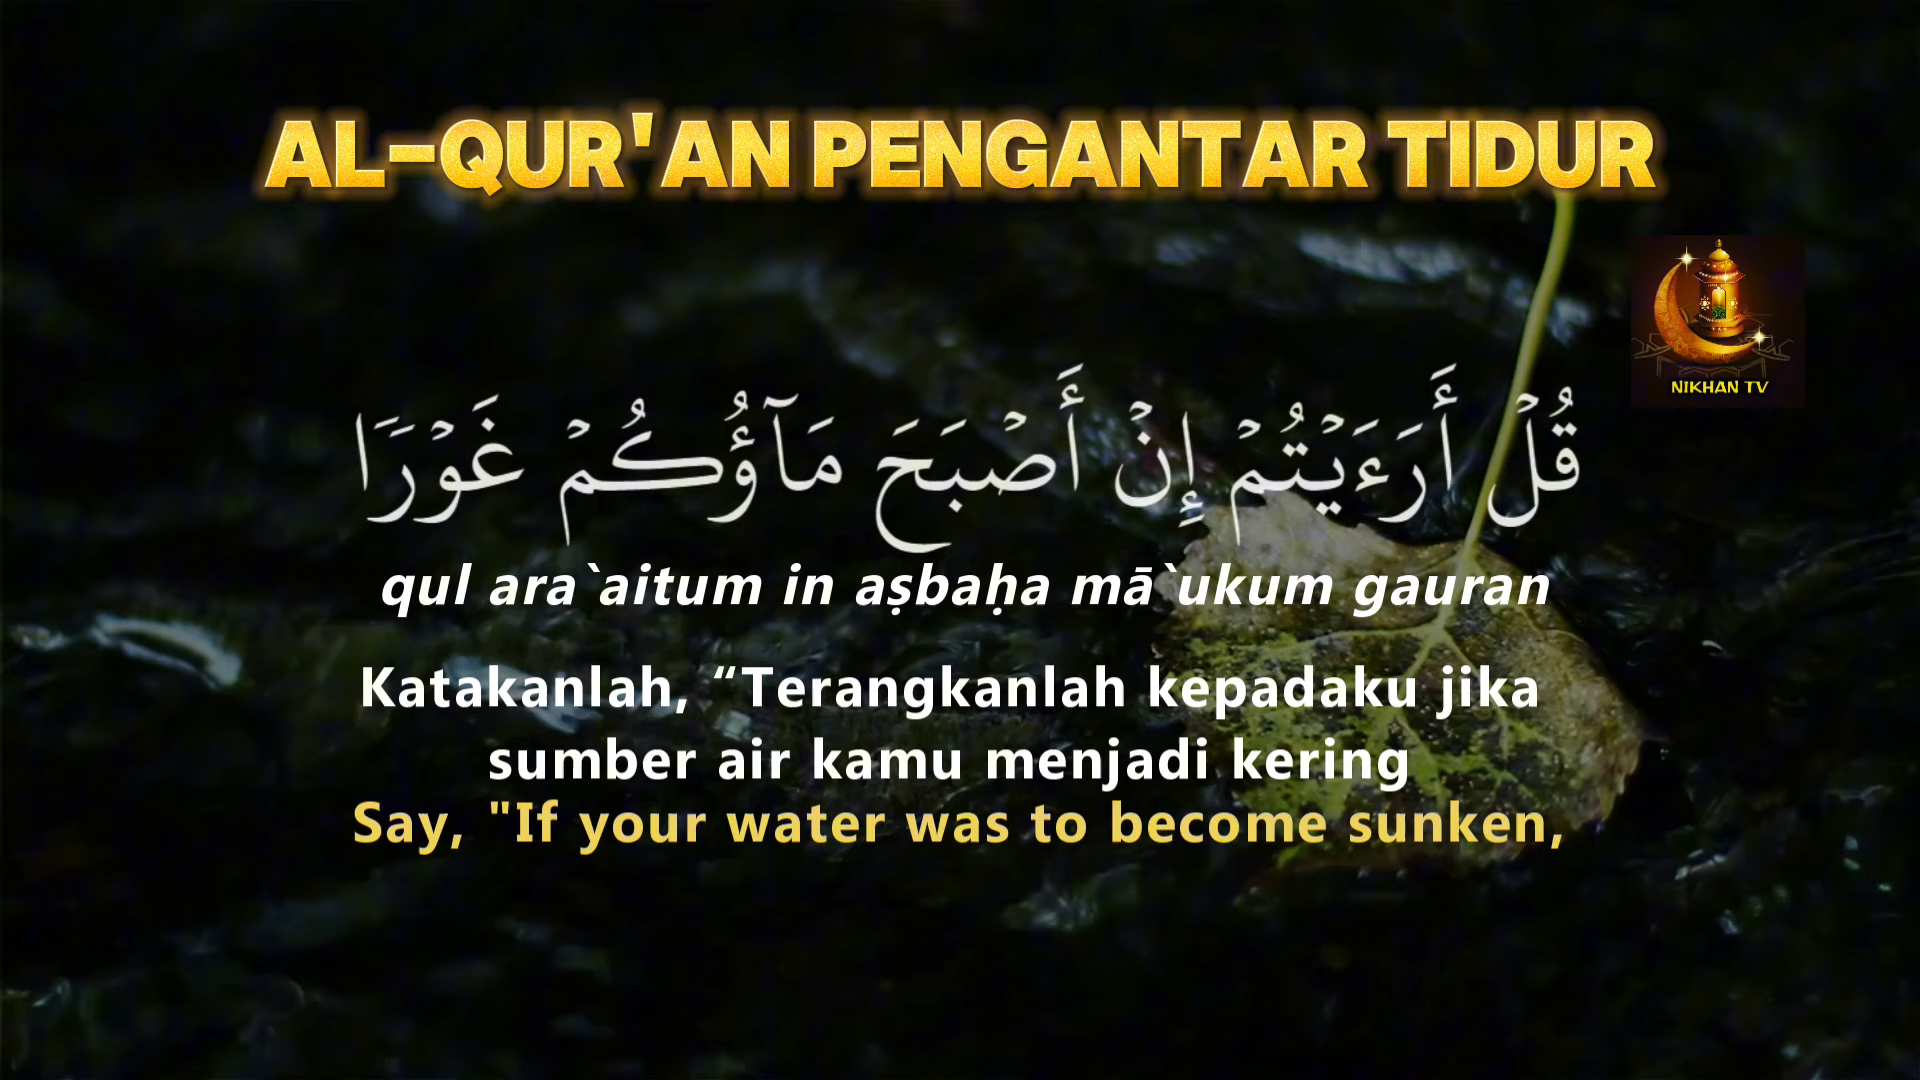 AL-QUR'AN PENGANTAR TIDUR
NIKHAN TV
قُلْ أَرَءَيْتُمْ إِنْ أَصْبَحَ مَآؤُكُمْ غَوْرًا
qul ara`aitum in aṣbaḥa mā`ukum gauran
Katakanlah, “Terangkanlah kepadaku jika
sumber air kamu menjadi kering
Say, "If your water was to become sunken,